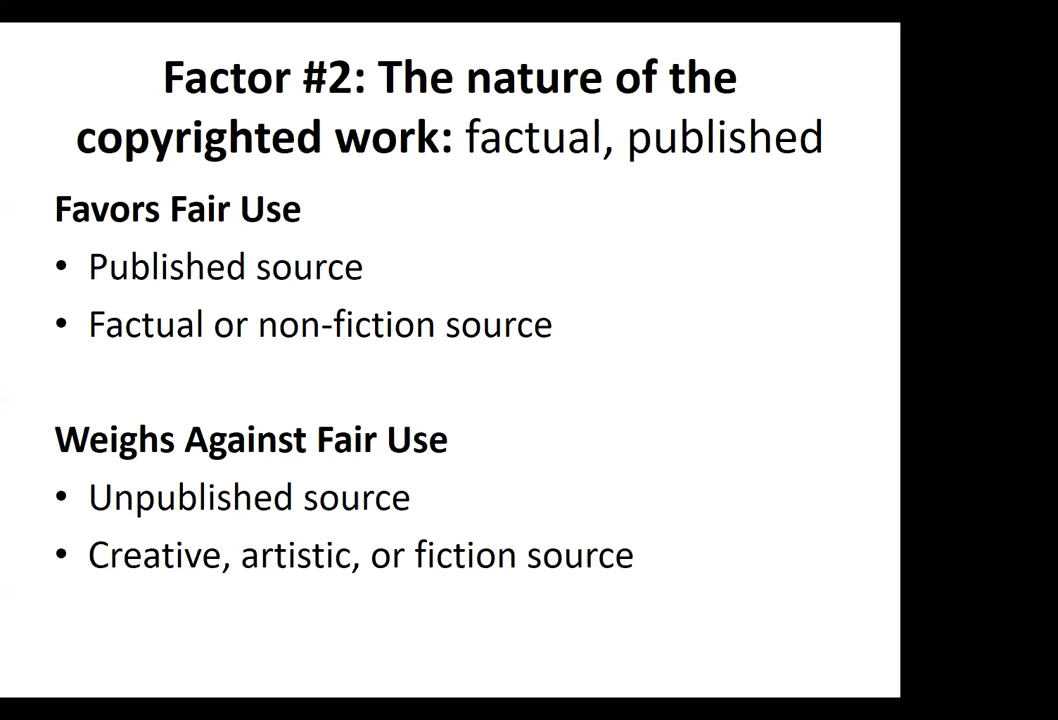 Factor #2: The nature of the
copyrighted work: factual, published
Favors Fair Use
• Published source
• Factual or non-fiction source
Weighs Against Fair Use
• Unpublished source
• Creative, artistic, or fiction source